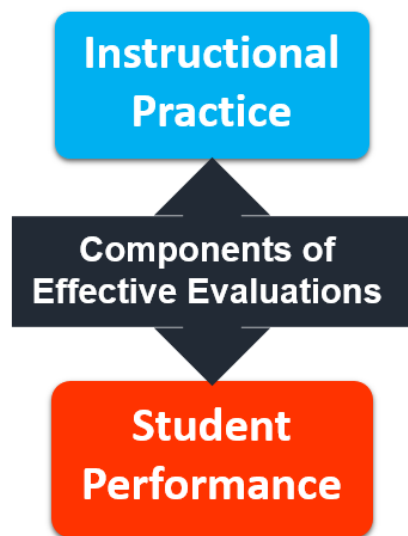 Instructional
Practice
Components of
Effective Evaluations
Student
Performance